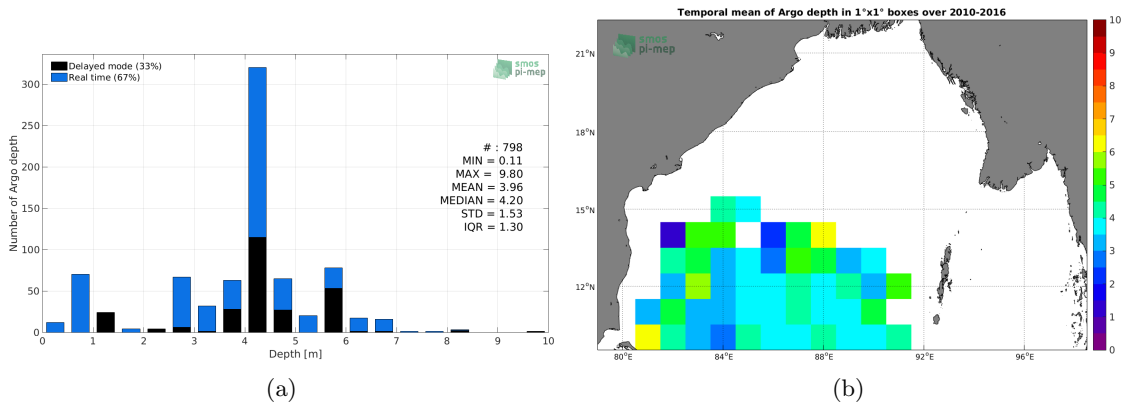 Temporal mean of Argo depth in 1°x1° boxes over 2010-2016
Delayed mode (33%)
Real time (67%)
smos
pi-mep
# : 798
MIN = 0.11
MAX = 9.80
MEAN = 3.96
MEDIAN = 4.20
STD = 1.53
IQR = 1.30
Number of Argo depth
300
250
200
150
100
50
0
0 1 2 3 4 5 6 7 8 9 10
Depth [m]
(a)
smos
pi-mep
21°N
18°N
15°N
12°N
80°E 84°E 88°E 92°E 96°E
10
9
8
7
6
5
4
3
2
1
0
(b)